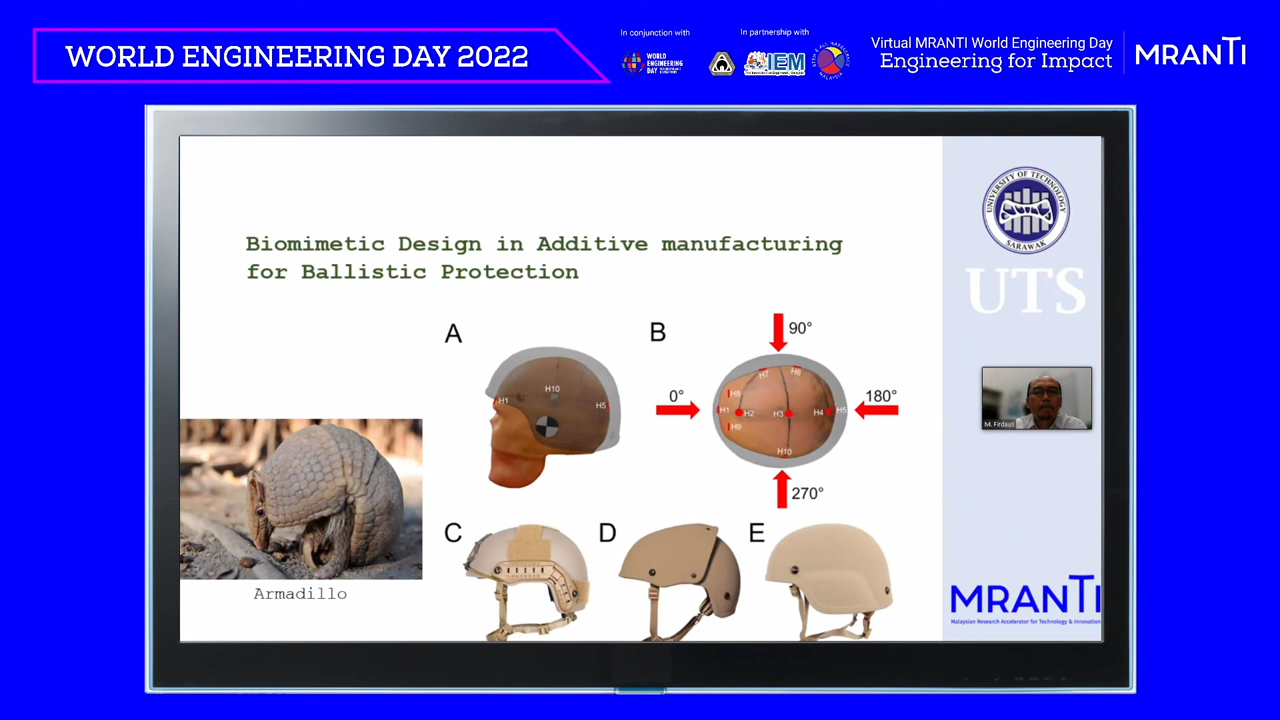 WORLD ENGINEERING DAY 2022
In conjunction with
WORLD
ENGINEERING
DAY
In partnership with
IEM
MALAYSIA
Virtual MRANTI World Engineering Day
Engineering for Impact
MRANTI
Biomimetic Design in Additive manufacturing
for Ballistic Protection
A
H10
H1
H5
B
90°
0°
180°
270°
H7
H6
H8
H1
H2
H3
H4
H5
H9
H10
Armadillo
C
D
E
UNIVERSITY OF TECHNOLOGY
SARAWAK
UTS
M. Firdaus
MRANTI
Malaysian Research Accelerator for Technology & Innovation